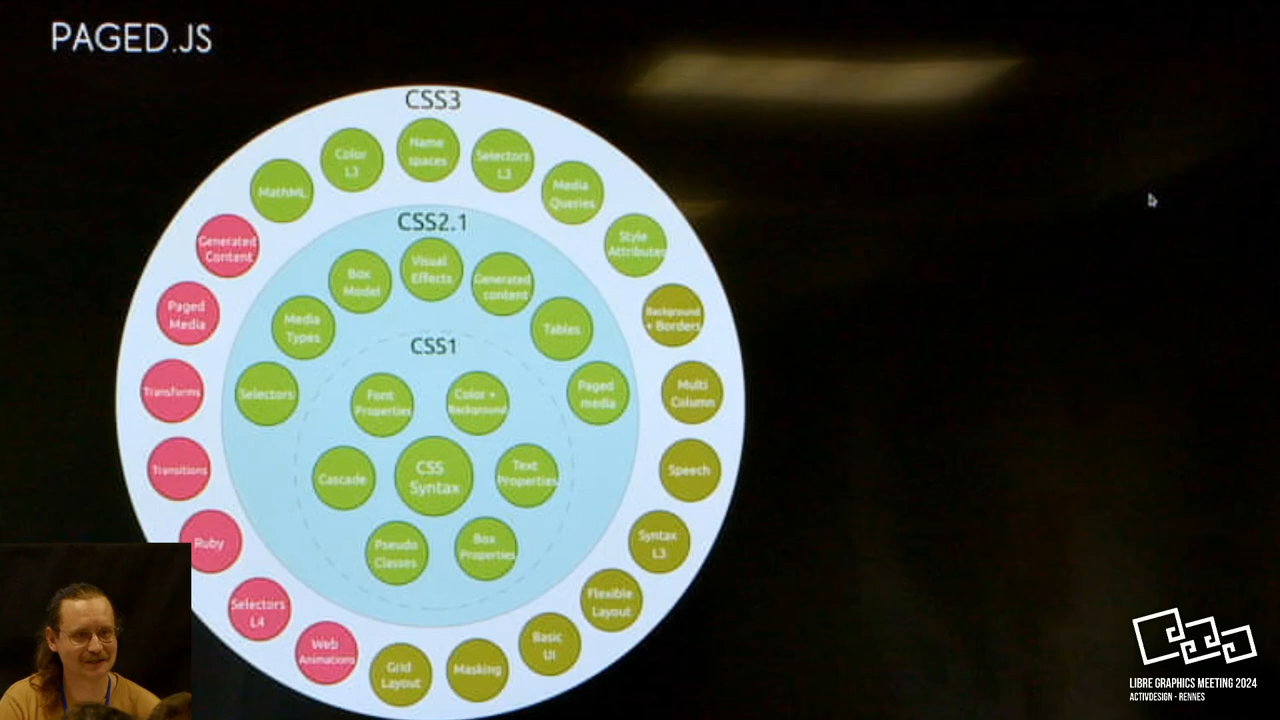 PAGED.JS
CSS3
Name
spaces
Color
L3
Selectors
L3
MathML
Media
Queries
Generated
Content
Style
Attributes
Paged
Media
Background
+ Borders
Transforms
Multi
Column
Transitions
Speech
Ruby
Syntax
L3
Selectors
L4
Flexible
Layout
Web
Animations
Basic
UI
Grid
Layout
Masking
CSS2.1
Visual
Effects
Box
Model
Generated
content
Media
Types
Tables
Selectors
Paged
media
CSS1
Font
Properties
Color +
Background
Cascade
CSS
Syntax
Text
Properties
Pseudo
Classes
Box
Properties
LIBRE GRAPHICS MEETING 2024
ACTIVDESIGN - RENNES